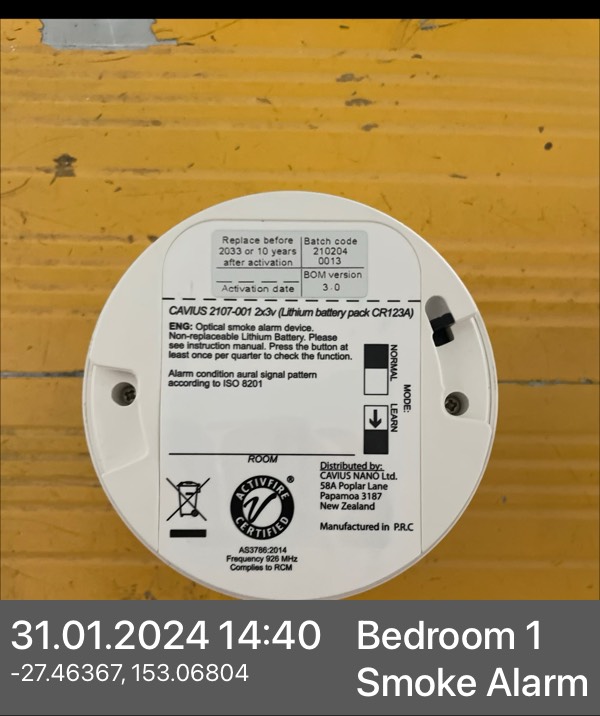 Replace before
2033 or 10 years
after activation
Activation date
Batch code
210204
0013
BOM version
3.0
CAVIUS 2107-001 2x3v (Lithium battery pack CR123A)
ENG: Optical smoke alarm device.
Non-replaceable Lithium Battery. Please
see instruction manual. Press the button at
least once per quarter to check the function.
Alarm condition aural signal pattern
according to ISO 8201
NORMAL
MODE:
LEARN
ROOM
ACTIVFIRE
CERTIFIED
®
AS3786:2014
Frequency 926 MHz
Complies to RCM
Distributed by:
CAVIUS NANO Ltd.
58A Poplar Lane
Papamoa 3187
New Zealand
Manufactured in P.R.C
31.01.2024 14:40
-27.46367, 153.06804
Bedroom 1
Smoke Alarm